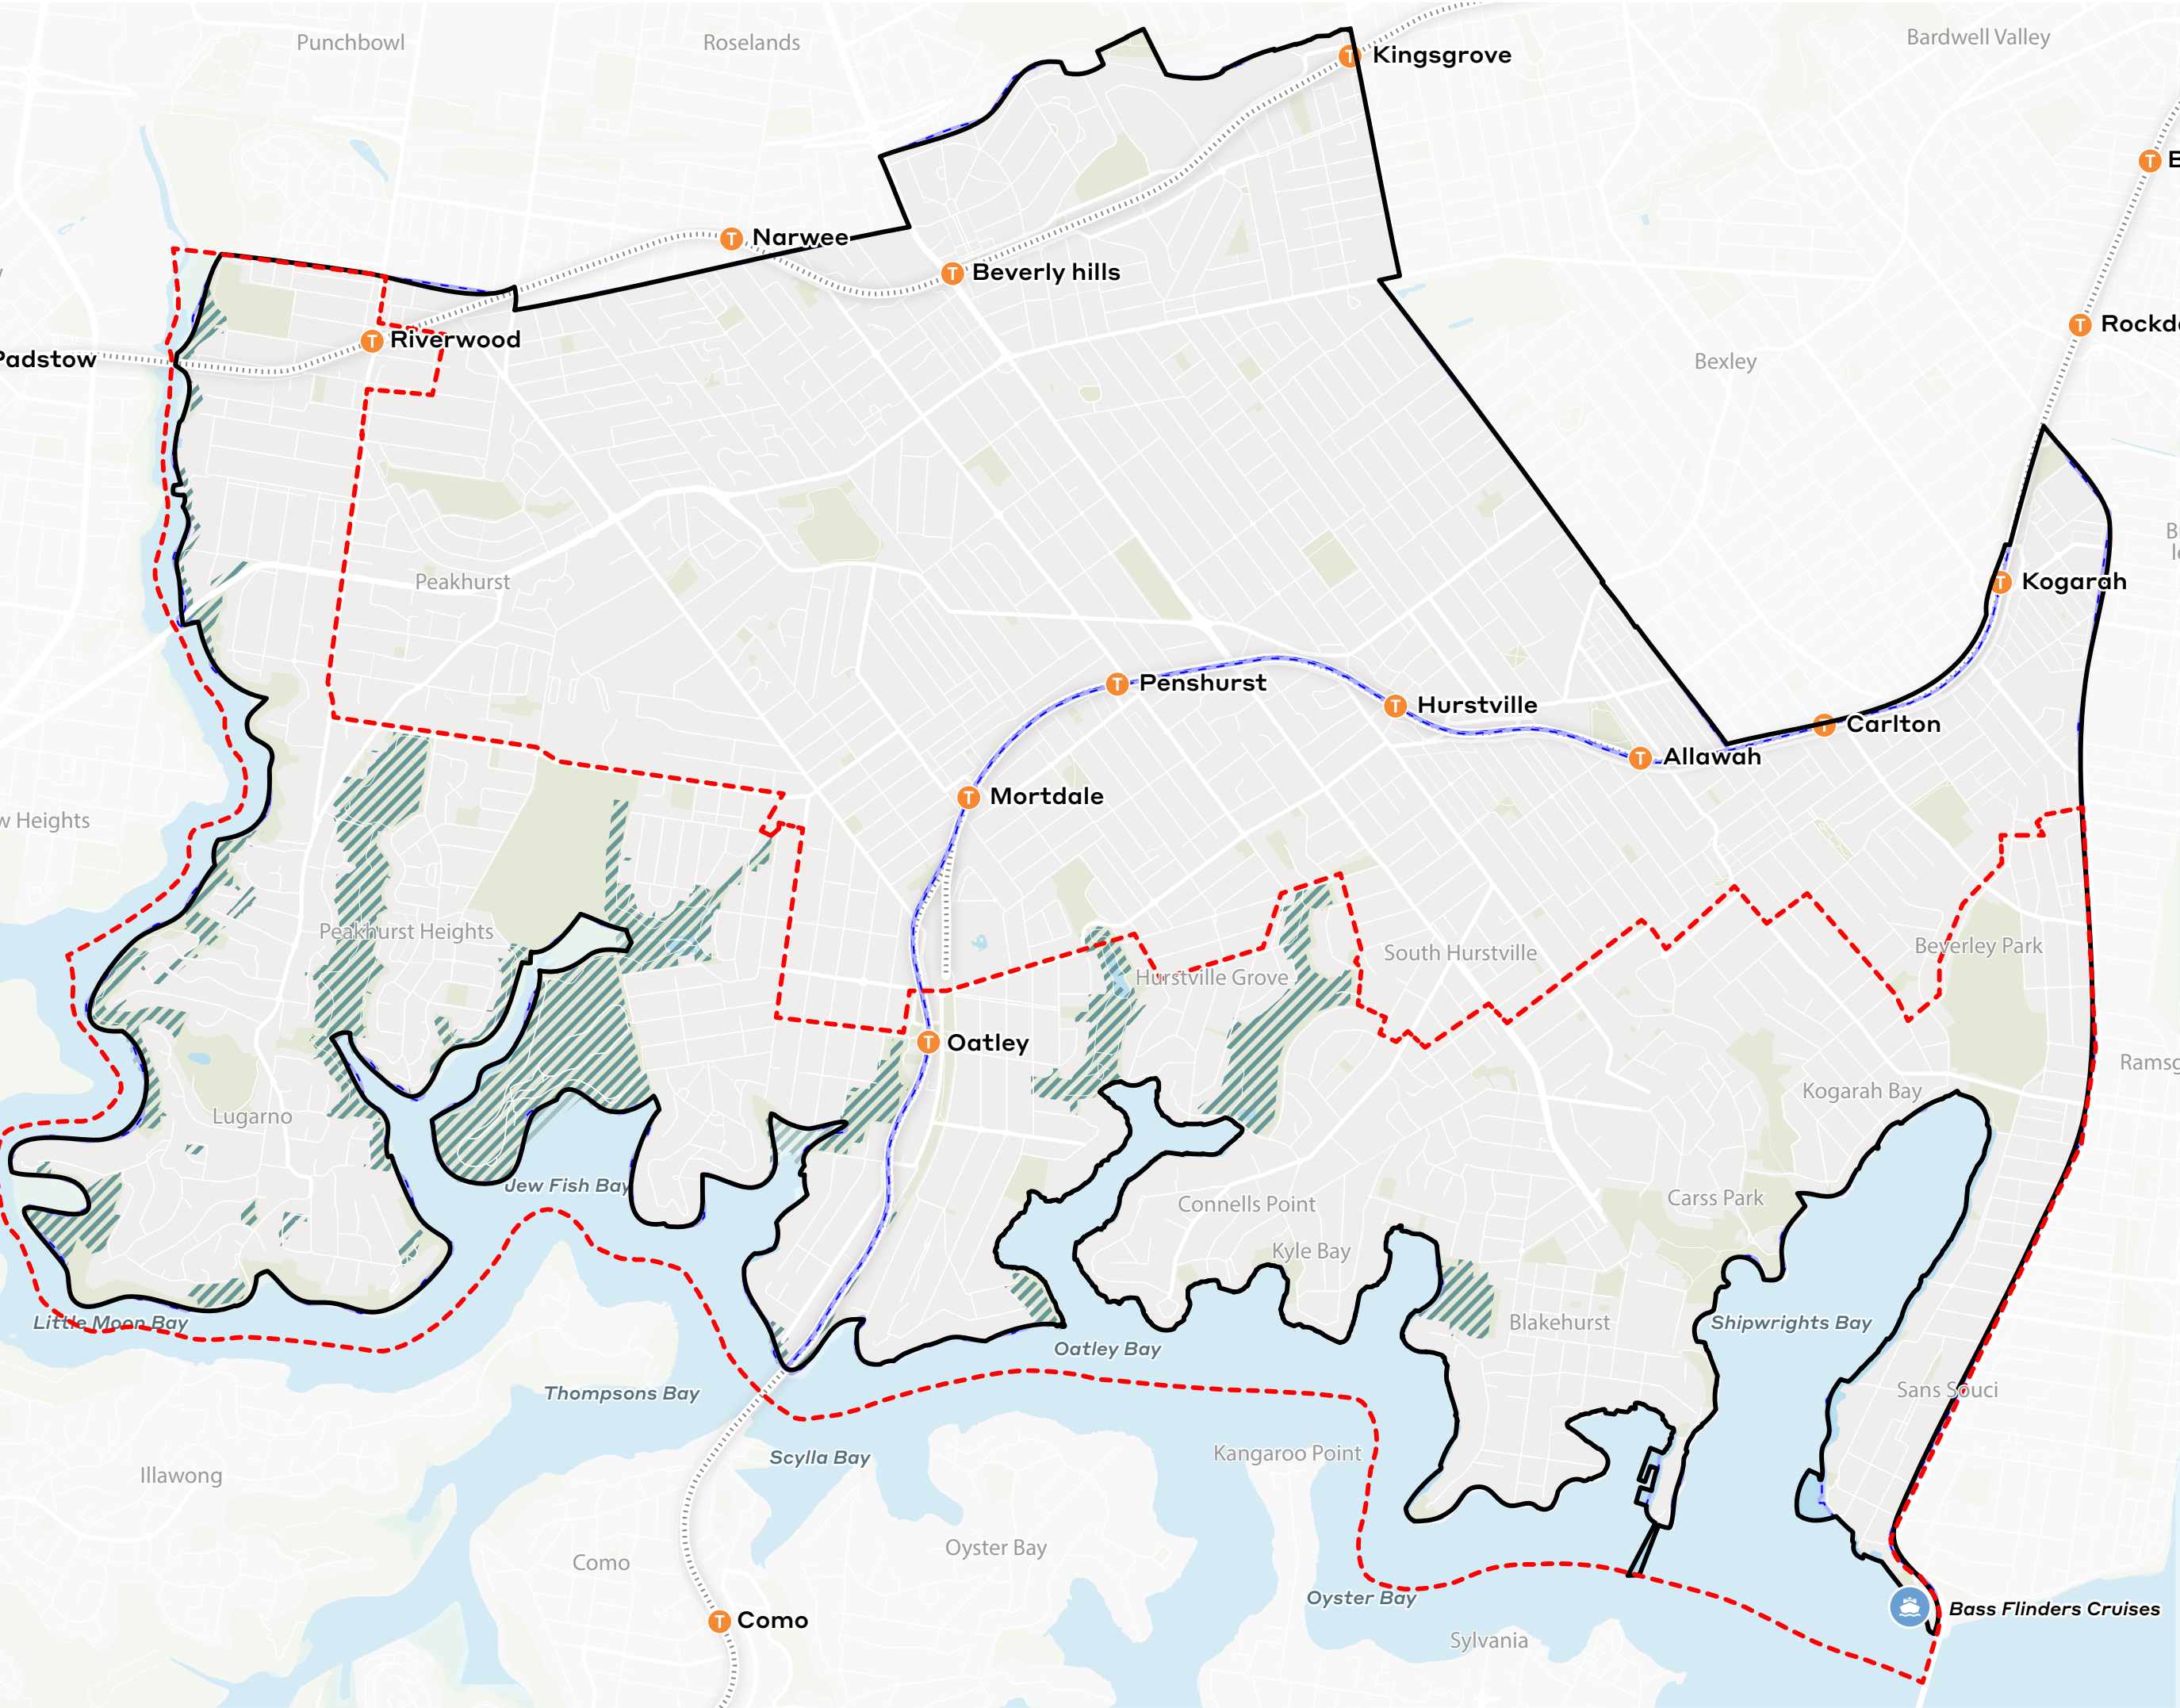 Punchbowl
Roselands
Kingsgrove
Bardwell Valley
Narwee
Beverly hills
Riverwood
Padstow
Bexley
Peakhurst
Kogarah
Penshurst
Hurstville
Carlton
Allawah
Mortdale
Heights
Peakhurst Heights
South Hurstville
Beverley Park
Hurstville Grove
Oatley
Kogarah Bay
Lugarno
Jew Fish Bay
Connells Point
Carss Park
Kyle Bay
Little Moon Bay
Blakehurst
Shipwrights Bay
Oatley Bay
Sans Souci
Thompsons Bay
Scylla Bay
Kangaroo Point
Illawong
Como
Oyster Bay
Oyster Bay
Como
Bass Flinders Cruises
Sylvania